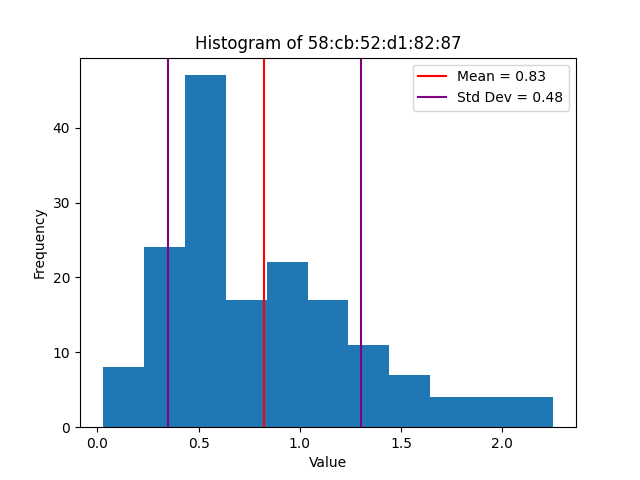 Histogram of 58:cb:52:d1:82:87
Mean = 0.83
Std Dev = 0.48
Frequency
40
30
20
10
0
0.0 0.5 1.0 1.5 2.0
Value